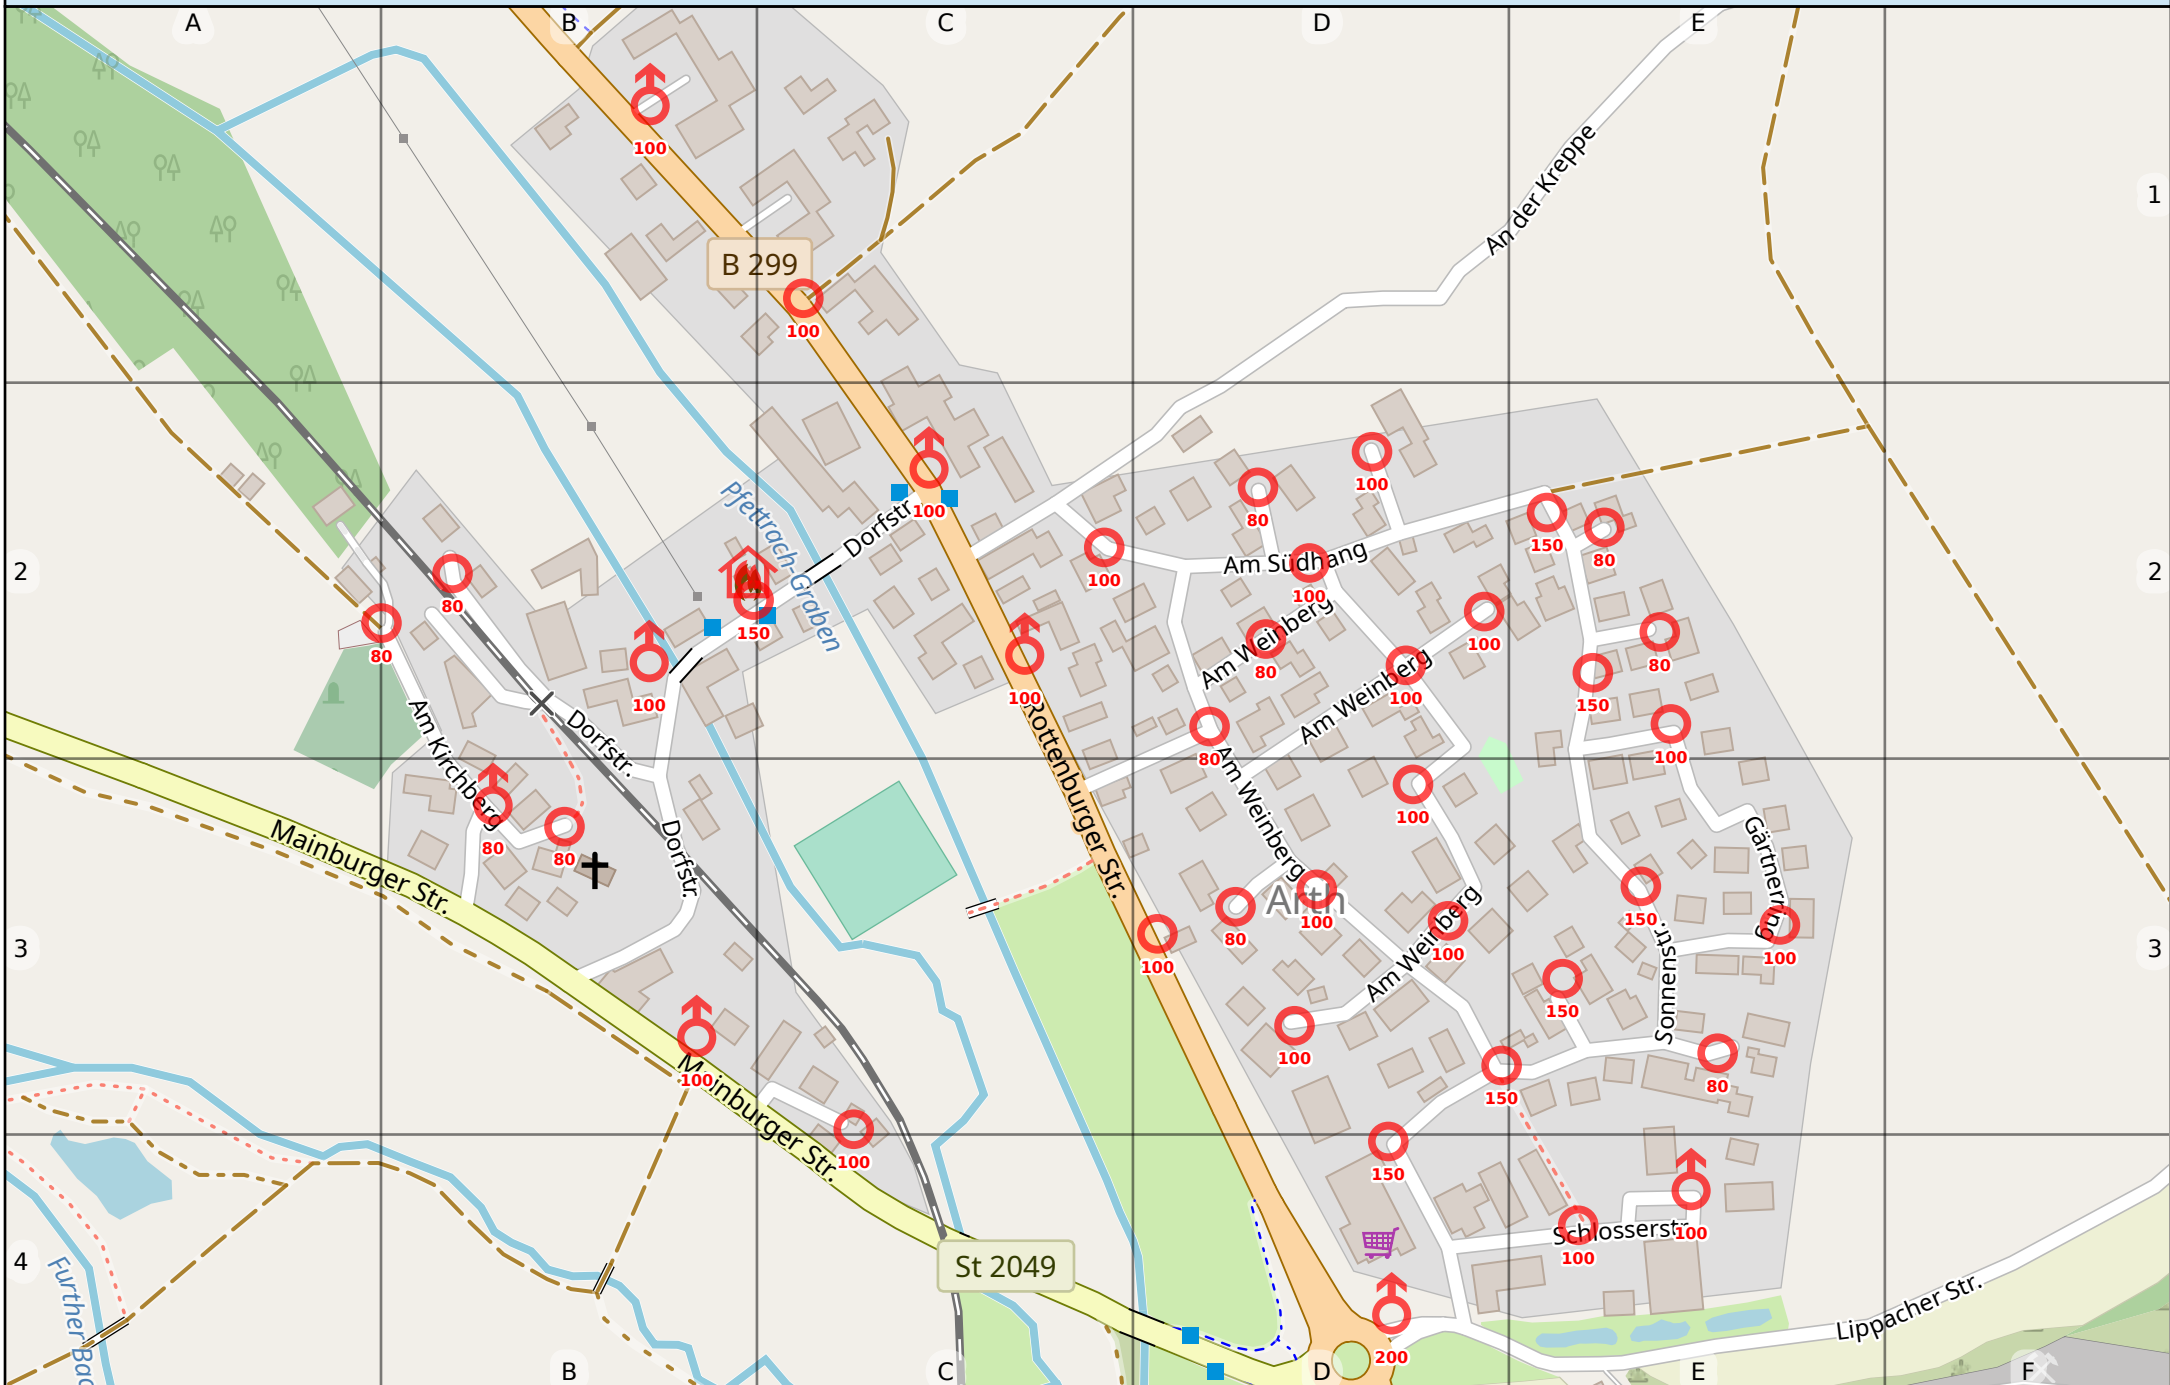 A
B
C
D
E
100
1
An der Kreppe
B 299
100
100
80
100
Pfettrach-Graben
Dorfstr.
150
80
100
Am Südhang
2
2
80
100
Am Weinberg
150
80
80
100
80
100
Am Weinberg
100
150
100
100
Rottenburger Str.
80
Am Kirchberg
Dorfstr.
Am Weinberg
80
80
100
Gärtnerring
Mainburger Str.
Dorfstr.
Arth
100
80
Am Weinberg
100
150
Sonnenstr.
100
3
3
100
150
100
100
Mainburger Str.
150
80
100
150
Schlosserstr.
100
100
4
4
St 2049
Further Bac
Lippacher Str.
200
B
C
D
E
F